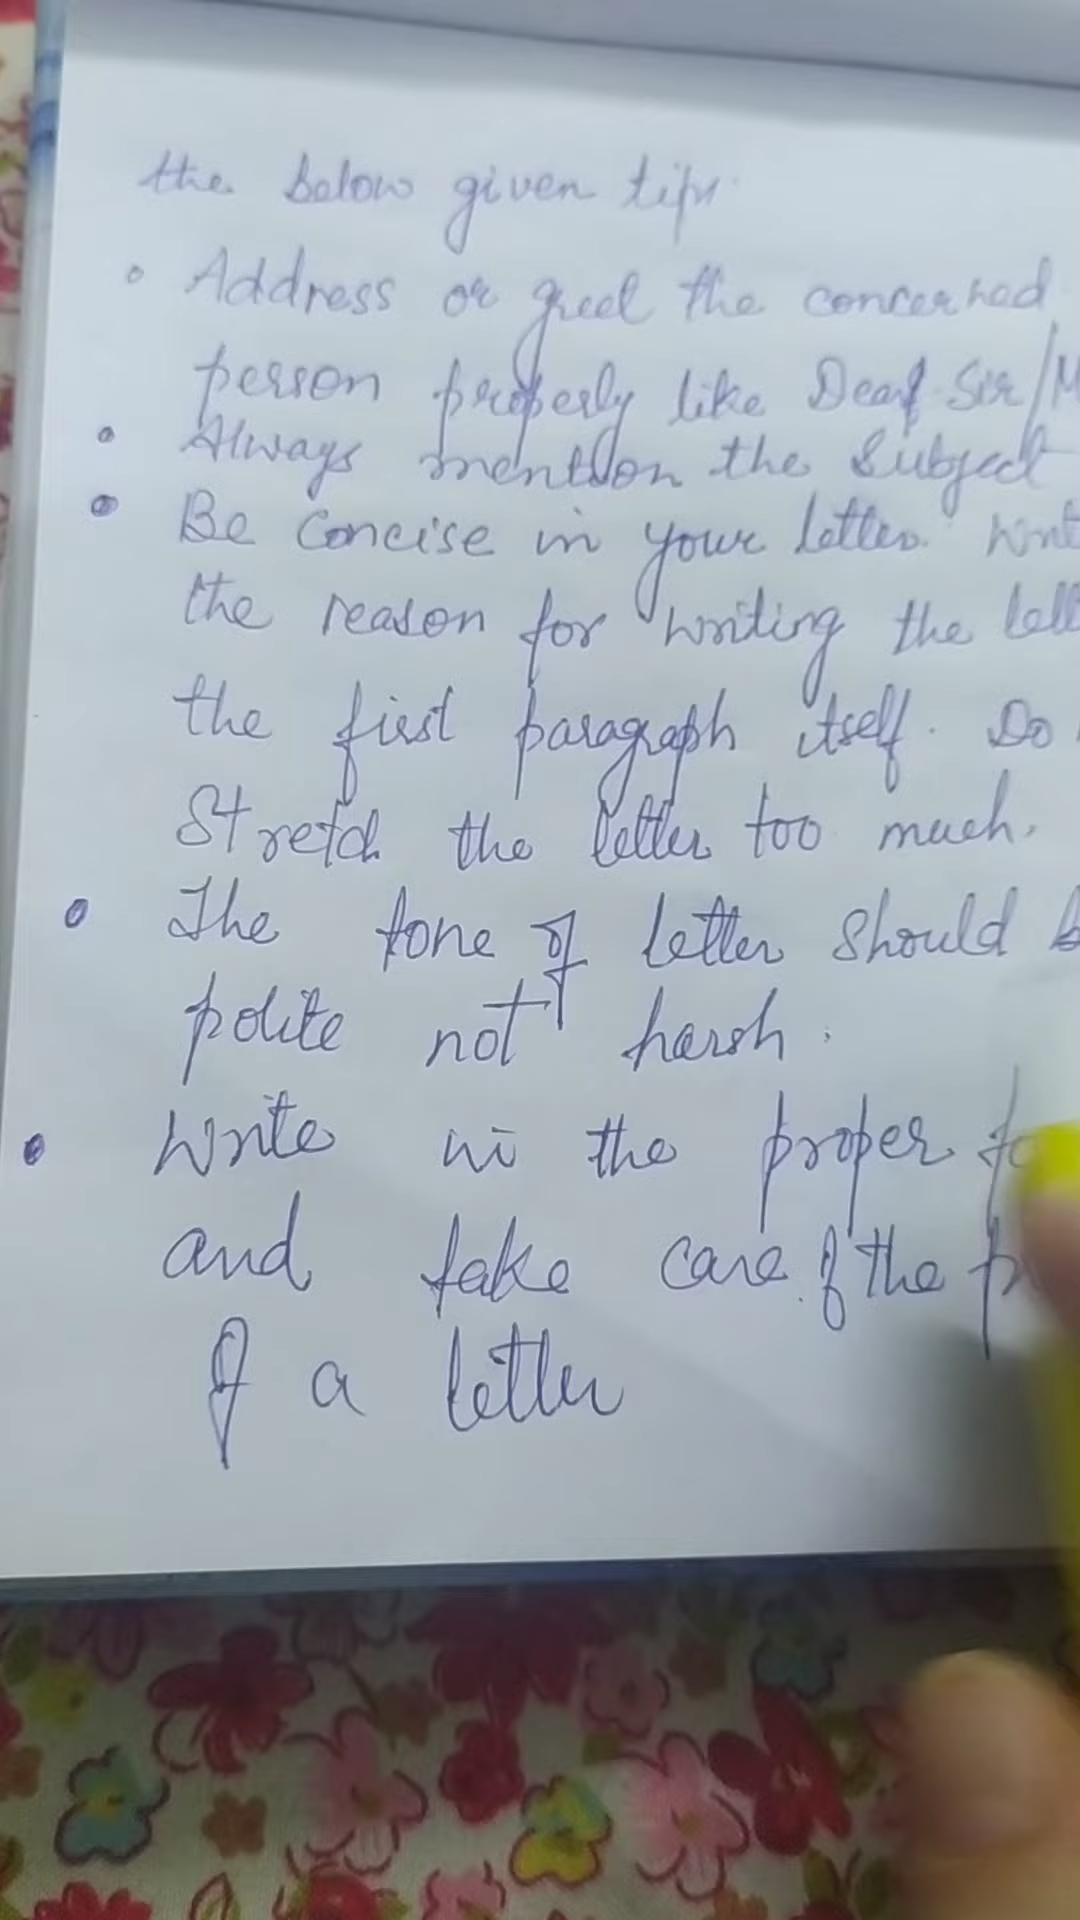 the below given tips
Address or greet the concerned
person properly like Dear Sir/
Always mention the Subject
Be Concise in your letter.
the reason for writing the
the first paragraph itself. Do
Stretch the letter too much.
The tone of letter should
polite not harsh.
Write in the proper
and take care of the
of a letter